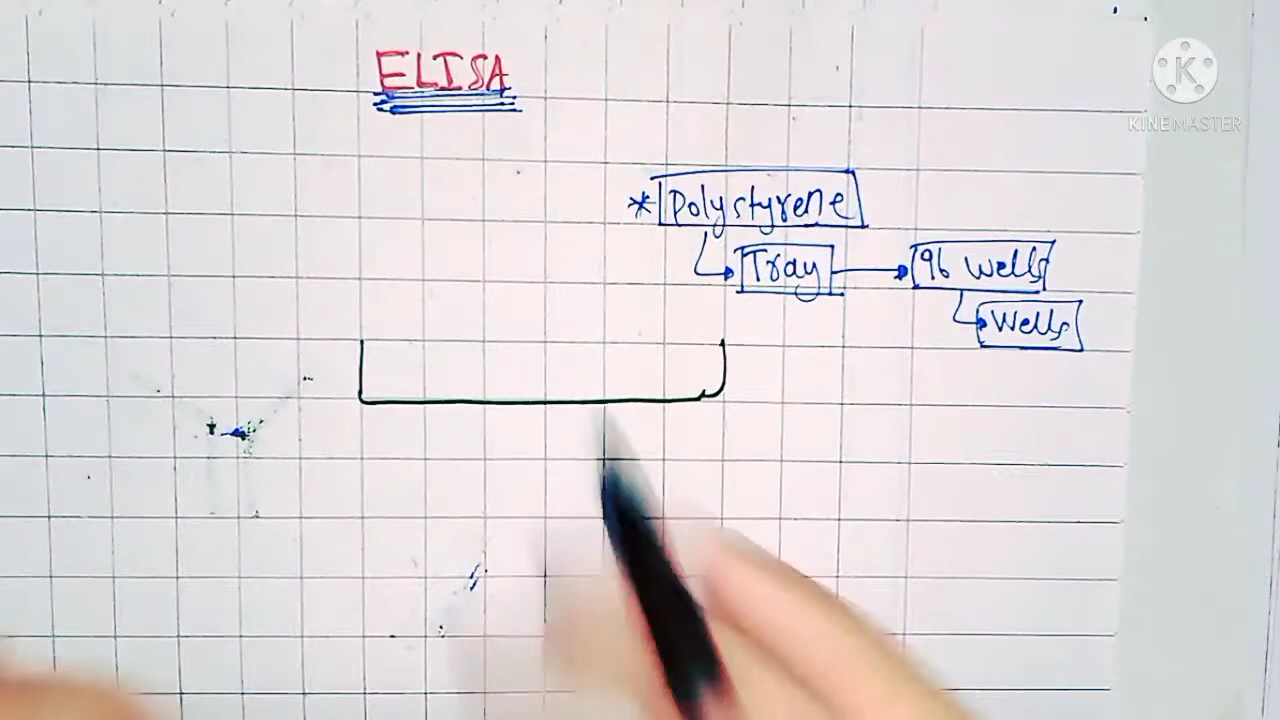 ELISA
K
KINEMASTER
* Polystyrene
Tray
96 Wells
Wells